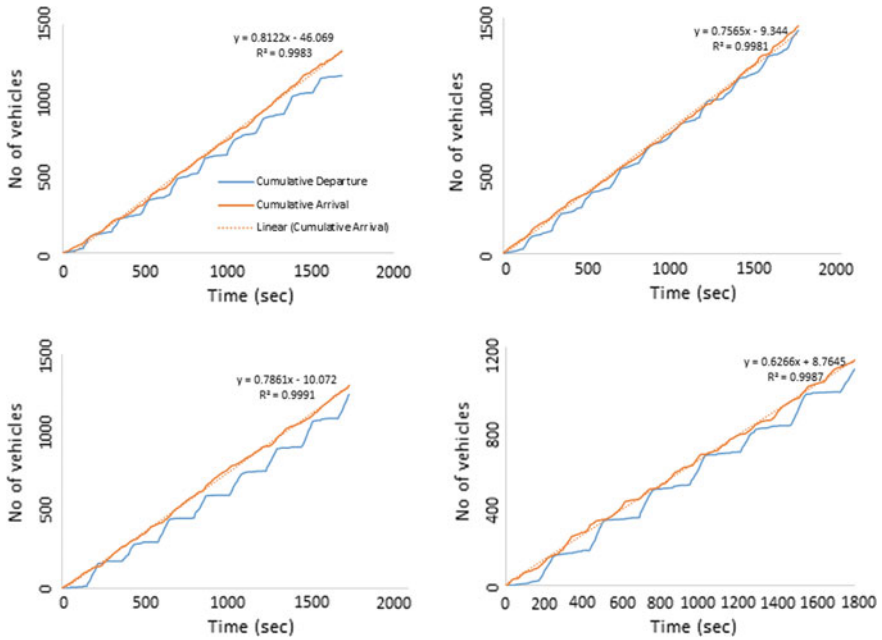 1500
1000
500
0
No of vehicles
y = 0.8122x - 46.069
R² = 0.9983
Cumulative Departure
Cumulative Arrival
Linear (Cumulative Arrival)
0 500 1000 1500 2000
Time (sec)
1500
1000
500
0
No of vehicles
y = 0.7565x - 9.344
R² = 0.9981
0 500 1000 1500 2000
Time (sec)
1500
1000
500
0
No of vehicles
y = 0.7861x - 10.072
R² = 0.9991
0 500 1000 1500 2000
Time (sec)
1200
800
400
0
No of vehicles
y = 0.6266x + 8.7645
R² = 0.9987
0 200 400 600 800 1000 1200 1400 1600 1800
Time (sec)